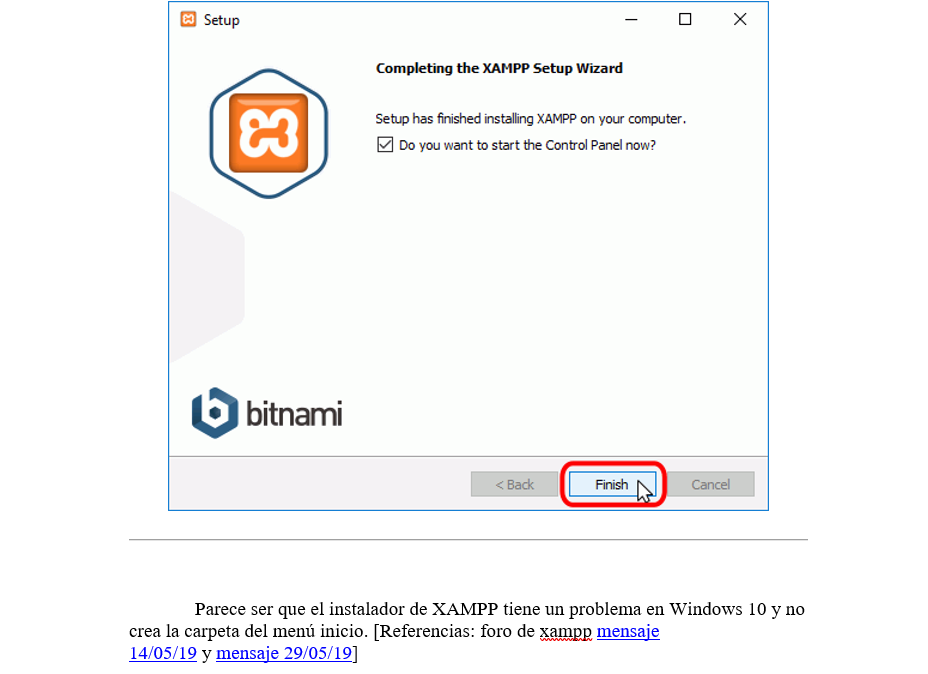 Setup
Completing the XAMPP Setup Wizard
Setup has finished installing XAMPP on your computer.
Do you want to start the Control Panel now?
bitnami
< Back
Finish
Cancel
Parece ser que el instalador de XAMPP tiene un problema en Windows 10 y no
crea la carpeta del menú inicio. [Referencias: foro de xampp mensaje
14/05/19 y mensaje 29/05/19]